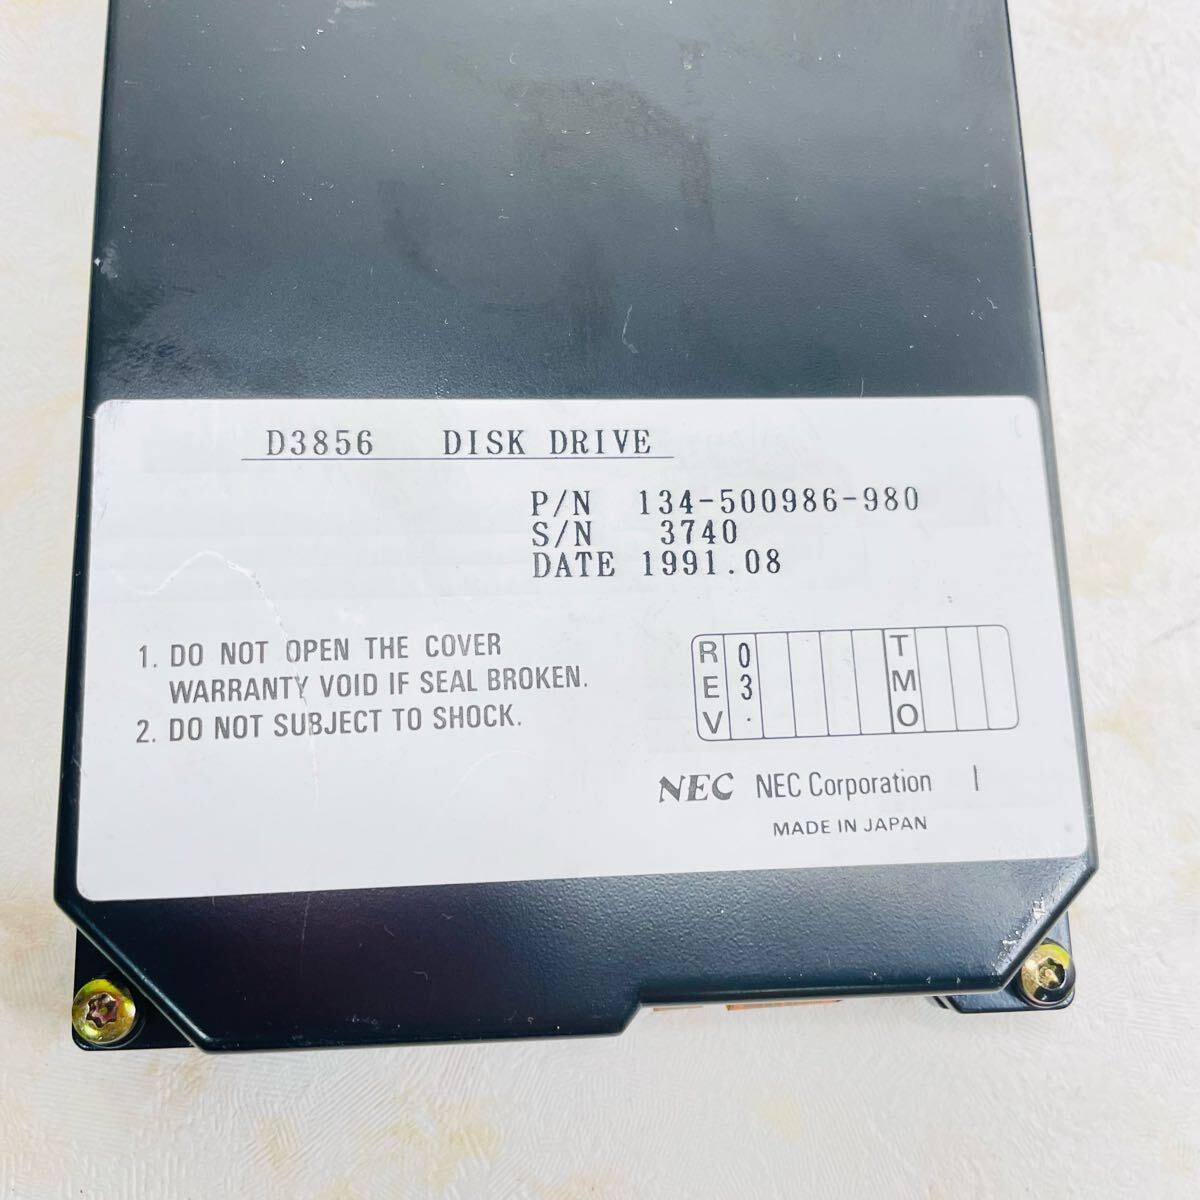 D3856 DISK DRIVE
P/N 134-500986-980
S/N 3740
DATE 1991.08
1. DO NOT OPEN THE COVER
WARRANTY VOID IF SEAL BROKEN.
2. DO NOT SUBJECT TO SHOCK.
REV 03. TMO
NEC NEC Corporation I
MADE IN JAPAN